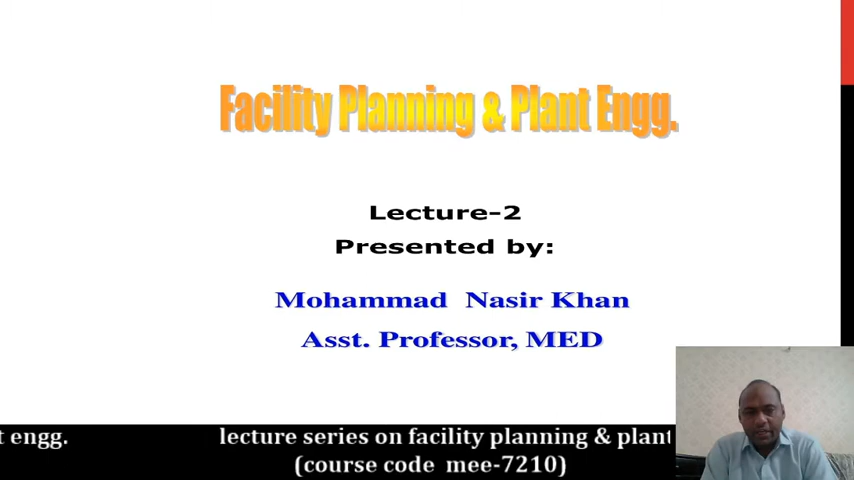 Facility Planning & Plant Engg.
Lecture-2
Presented by:
Mohammad Nasir Khan
Asst. Professor, MED
t engg. lecture series on facility planning & plant
(course code mee-7210)